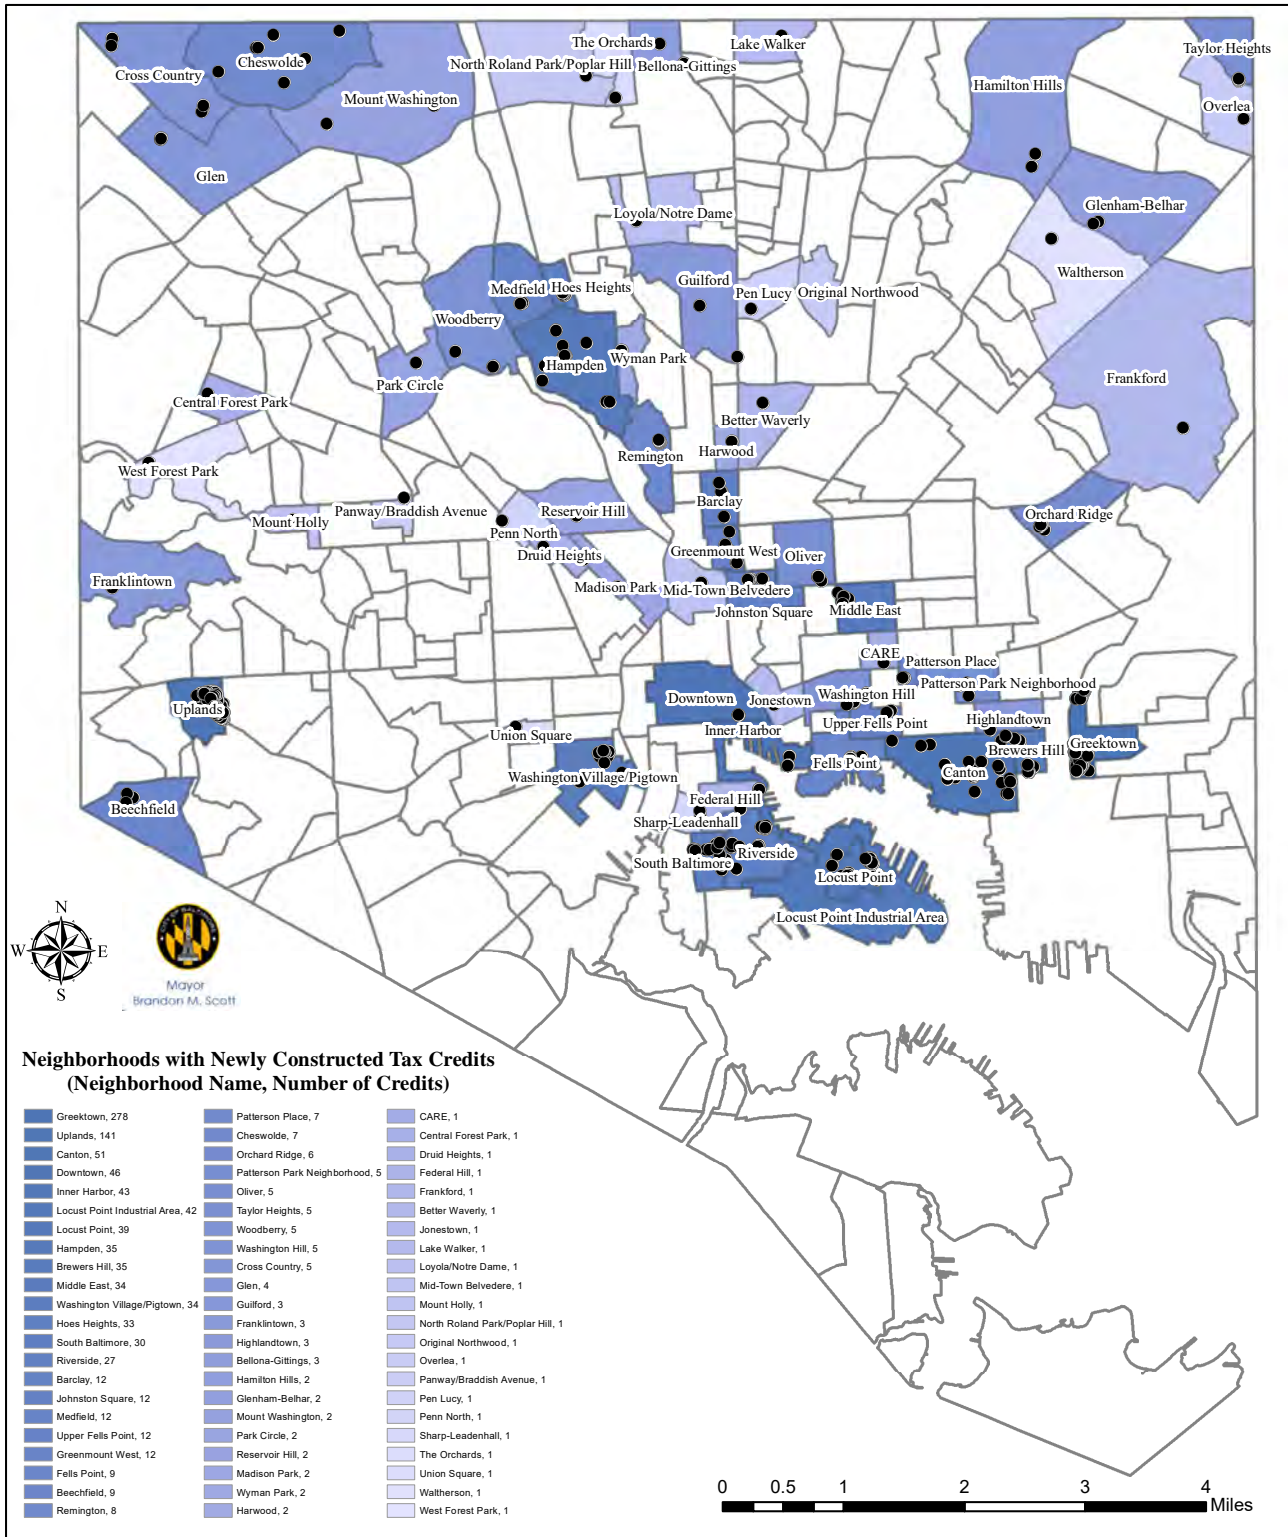 The Orchards
Lake Walker
Taylor Heights
Cross Country
Cheswolde
North Roland Park/Poplar Hill
Bellona-Gittings
Hamilton Hills
Mount Washington
Overlea
Glen
Loyola/Notre Dame
Glenham-Belhar
Waltherson
Medfield
Hoes Heights
Guilford
Pen Lucy
Original Northwood
Woodberry
Hampden
Wyman Park
Park Circle
Frankford
Central Forest Park
Better Waverly
Remington
Harwood
West Forest Park
Barclay
Mount Holly
Panway/Braddish Avenue
Reservoir Hill
Orchard Ridge
Penn North
Druid Heights
Greenmount West
Oliver
Franklintown
Madison Park
Mid-Town Belvedere
Johnston Square
Middle East
CARE
Patterson Place
Patterson Park Neighborhood
Uplands
Downtown
Jonestown
Washington Hill
Union Square
Inner Harbor
Upper Fells Point
Highlandtown
Brewers Hill
Greektown
Washington Village/Pigtown
Fells Point
Canton
Beechfield
Federal Hill
Sharp-Leadenhall
South Baltimore
Riverside
Locust Point
Locust Point Industrial Area
N
W
E
S
CITY OF BALTIMORE
Mayor
Brandon M. Scott
Neighborhoods with Newly Constructed Tax Credits
(Neighborhood Name, Number of Credits)
Greektown, 278
Uplands, 141
Canton, 51
Downtown, 46
Inner Harbor, 43
Locust Point Industrial Area, 42
Locust Point, 39
Hampden, 35
Brewers Hill, 35
Middle East, 34
Washington Village/Pigtown, 34
Hoes Heights, 33
South Baltimore, 30
Riverside, 27
Barclay, 12
Johnston Square, 12
Medfield, 12
Upper Fells Point, 12
Greenmount West, 12
Fells Point, 9
Beechfield, 9
Remington, 8
Patterson Place, 7
Cheswolde, 7
Orchard Ridge, 6
Patterson Park Neighborhood, 5
Oliver, 5
Taylor Heights, 5
Woodberry, 5
Washington Hill, 5
Cross Country, 5
Glen, 4
Guilford, 3
Franklintown, 3
Highlandtown, 3
Bellona-Gittings, 3
Hamilton Hills, 2
Glenham-Belhar, 2
Mount Washington, 2
Park Circle, 2
Reservoir Hill, 2
Madison Park, 2
Wyman Park, 2
Harwood, 2
CARE, 1
Central Forest Park, 1
Druid Heights, 1
Federal Hill, 1
Frankford, 1
Better Waverly, 1
Jonestown, 1
Lake Walker, 1
Loyola/Notre Dame, 1
Mid-Town Belvedere, 1
Mount Holly, 1
North Roland Park/Poplar Hill, 1
Original Northwood, 1
Overlea, 1
Panway/Braddish Avenue, 1
Pen Lucy, 1
Penn North, 1
Sharp-Leadenhall, 1
The Orchards, 1
Union Square, 1
Waltherson, 1
West Forest Park, 1
0 0.5 1 2 3 4
Miles